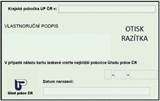 Krajská pobočka ÚP ČR v:
VLASTNORUČNÍ PODPIS
OTISK
RAZÍTKA
V případě nálezu kartu laskavě vraťte nejbližší pobočce Úřadu práce ČR
Datum narození:
Úřad práce ČR